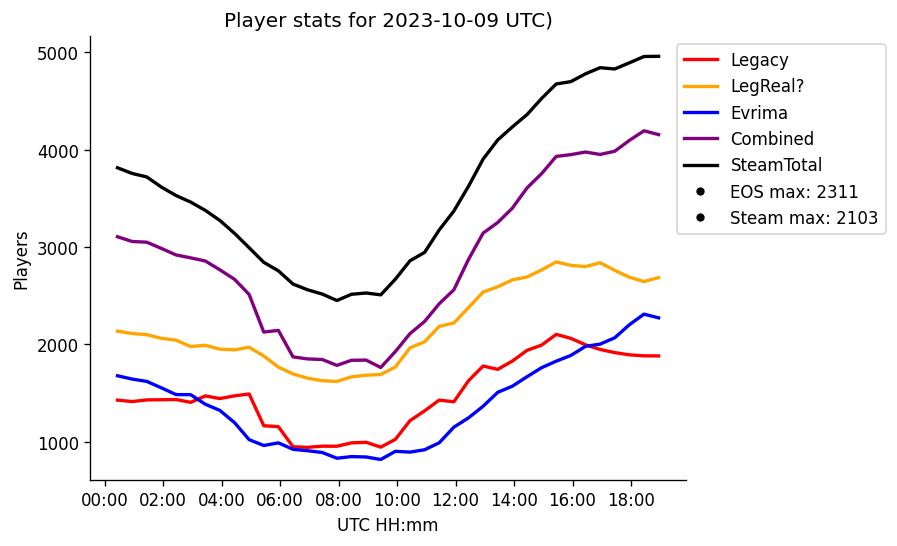 Player stats for 2023-10-09 UTC)
Players
5000
4000
3000
2000
1000
00:00 02:00 04:00 06:00 08:00 10:00 12:00 14:00 16:00 18:00
UTC HH:mm
Legacy
LegReal?
Evrima
Combined
SteamTotal
EOS max: 2311
Steam max: 2103